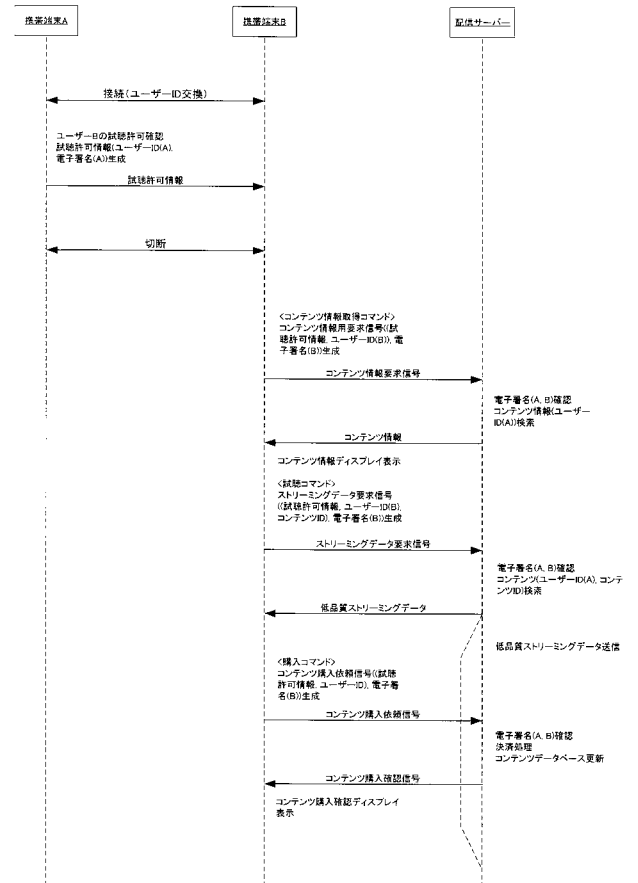 携帯端末A
携帯端末B
配信サーバー
接続(ユーザーID交換)
ユーザーBの試聴許可確認
試聴許可情報(ユーザーID(A),
電子署名(A))生成
試聴許可情報
切断
<コンテンツ情報取得コマンド>
コンテンツ情報用要求信号((試
聴許可情報, ユーザーID(B)), 電
子署名(B))生成
コンテンツ情報要求信号
電子署名(A, B)確認
コンテンツ情報(ユーザー
ID(A))検索
コンテンツ情報
コンテンツ情報ディスプレイ表示
<試聴コマンド>
ストリーミングデータ要求信号
((試聴許可情報, ユーザーID(B),
コンテンツID), 電子署名(B))生成
ストリーミングデータ要求信号
電子署名(A, B)確認
コンテンツ(ユーザーID(A), コンテ
ンツID)検索
低品質ストリーミングデータ
低品質ストリーミングデータ送信
<購入コマンド>
コンテンツ購入依頼信号((試聴
許可情報, ユーザーID), 電子署
名(B))生成
コンテンツ購入依頼信号
電子署名(A, B)確認
決済処理
コンテンツデータベース更新
コンテンツ購入確認信号
コンテンツ購入確認ディスプレイ
表示